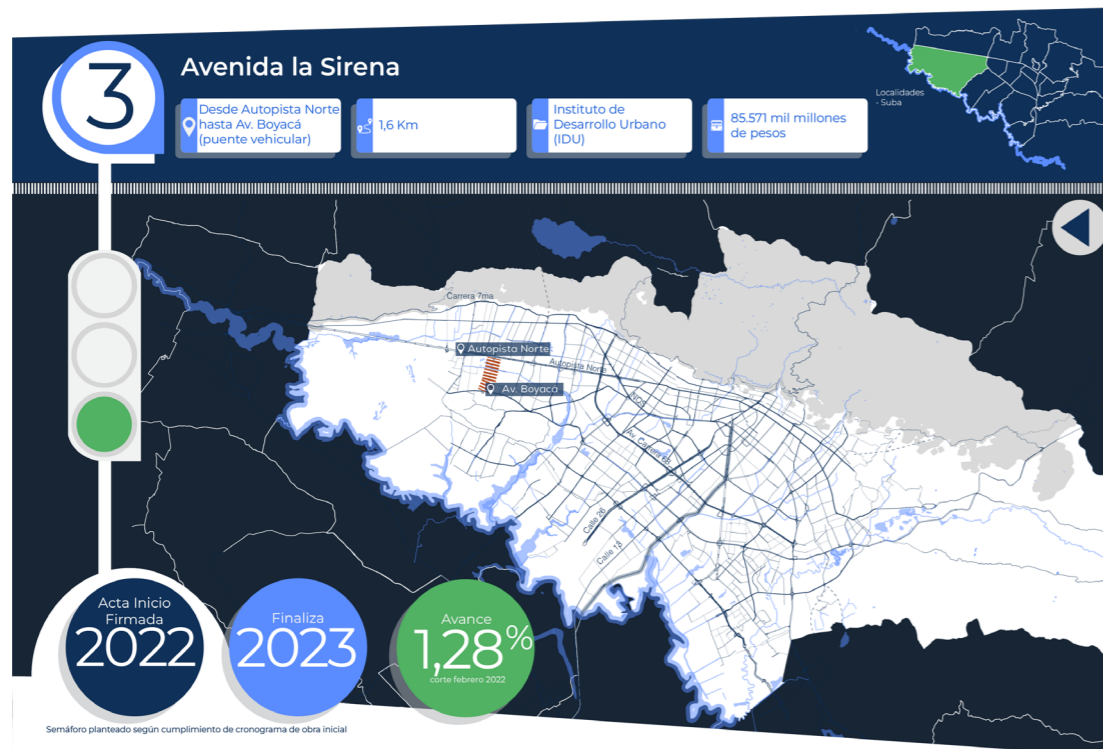 3
Avenida la Sirena
Desde Autopista Norte
hasta Av. Boyacá
(puente vehicular)
1,6 Km
Instituto de
Desarrollo Urbano
(IDU)
85.571 mil millones
de pesos
Localidades
- Suba
Carrera 7ma
Autopista Norte
Autopista Norte
Av. Boyacá
NQS
Av. Carrera 68
Calle 26
Calle 13
Acta Inicio
Firmada
2022
Finaliza
2023
Avance
1,28%
corte febrero 2022
Semáforo planteado según cumplimiento de cronograma de obra inicial